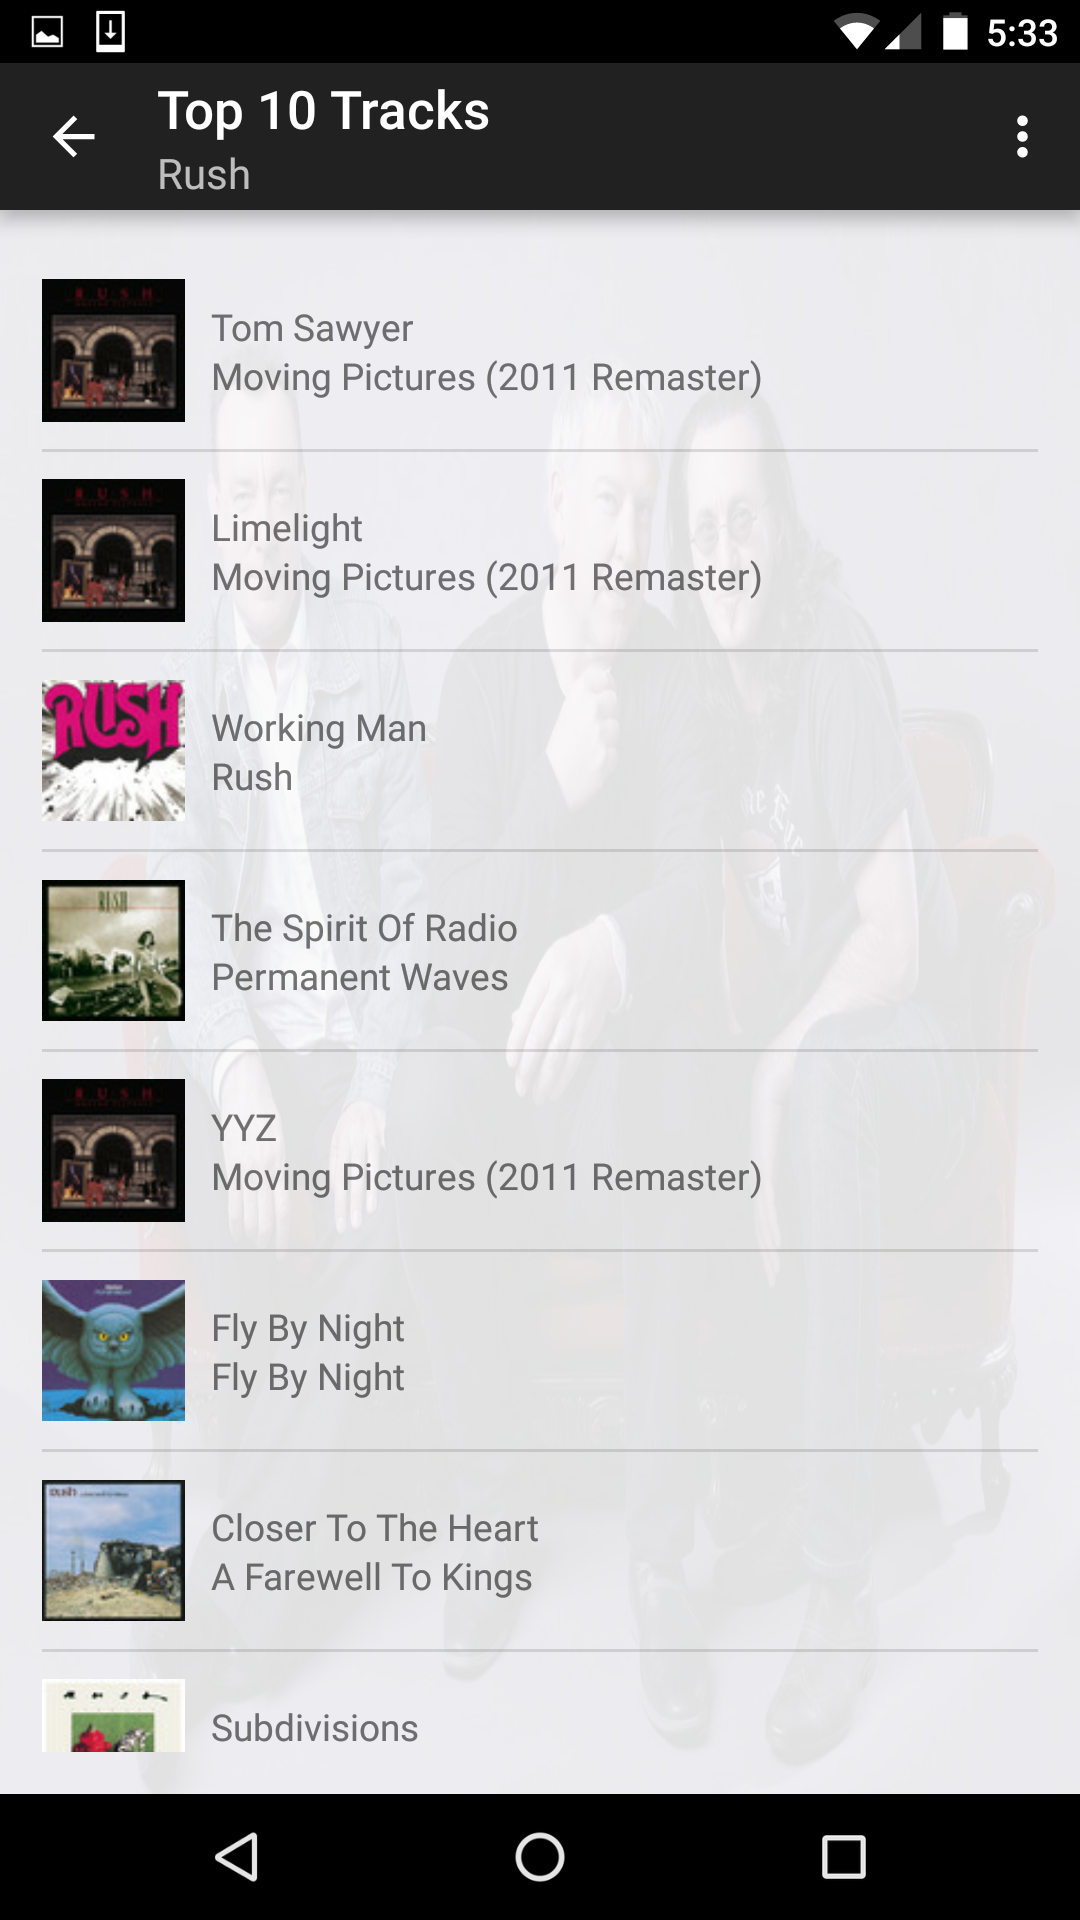 5:33
Top 10 Tracks
Rush
RUSH
Tom Sawyer
Moving Pictures (2011 Remaster)
RUSH
Limelight
Moving Pictures (2011 Remaster)
RUSH
Working Man
Rush
RUSH
The Spirit Of Radio
Permanent Waves
RUSH
YYZ
Moving Pictures (2011 Remaster)
Fly By Night
Fly By Night
rush
Closer To The Heart
A Farewell To Kings
Subdivisions